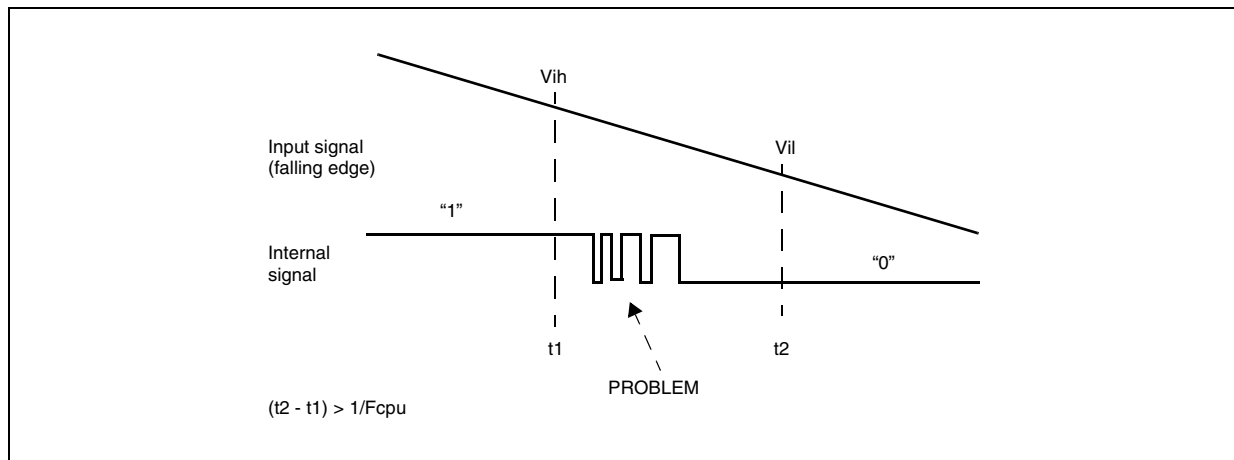 Vih
Input signal
(falling edge)
Vil
“1”
Internal
signal
“0”
t1
t2
PROBLEM
(t2 - t1) > 1/Fcpu